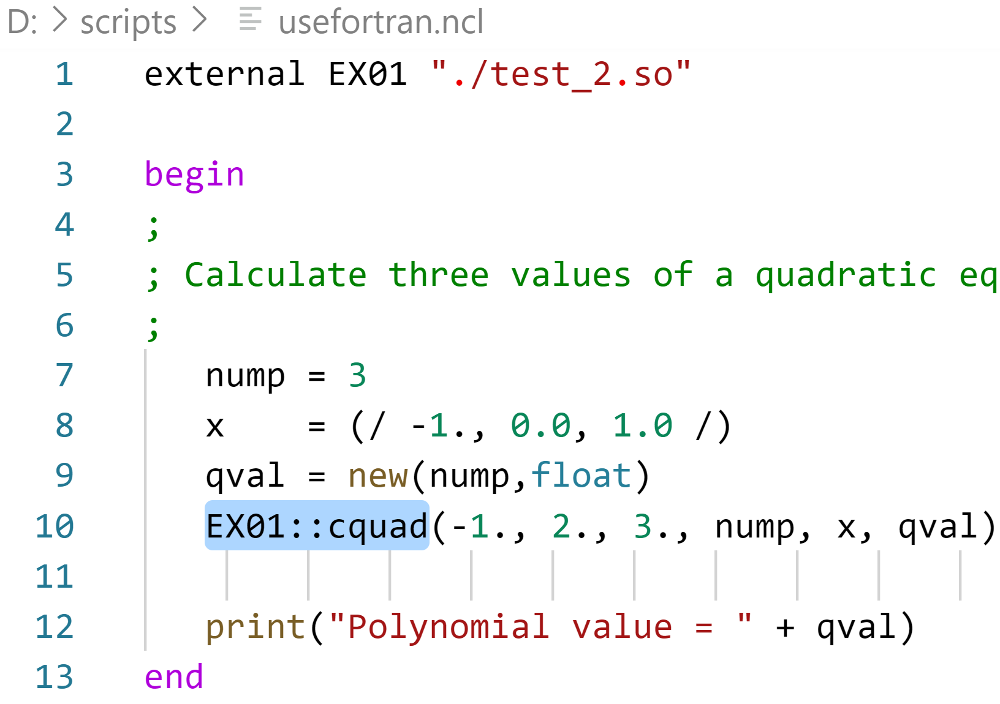 D: > scripts > usefortran.ncl
1 external EX01 "./test_2.so"
2
3 begin
4 ;
5 ; Calculate three values of a quadratic eq
6 ;
7 nump = 3
8 x    = (/ -1., 0.0, 1.0 /)
9 qval = new(nump,float)
10 EX01::cquad(-1., 2., 3., nump, x, qval)
11
12 print("Polynomial value = " + qval)
13 end